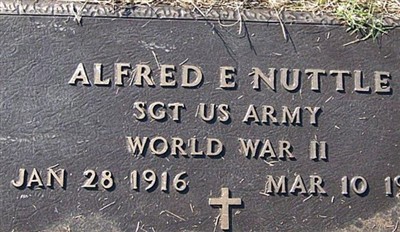 ALFRED E NUTTLE
SGT US ARMY
WORLD WAR II
JAN 28 1916 MAR 10